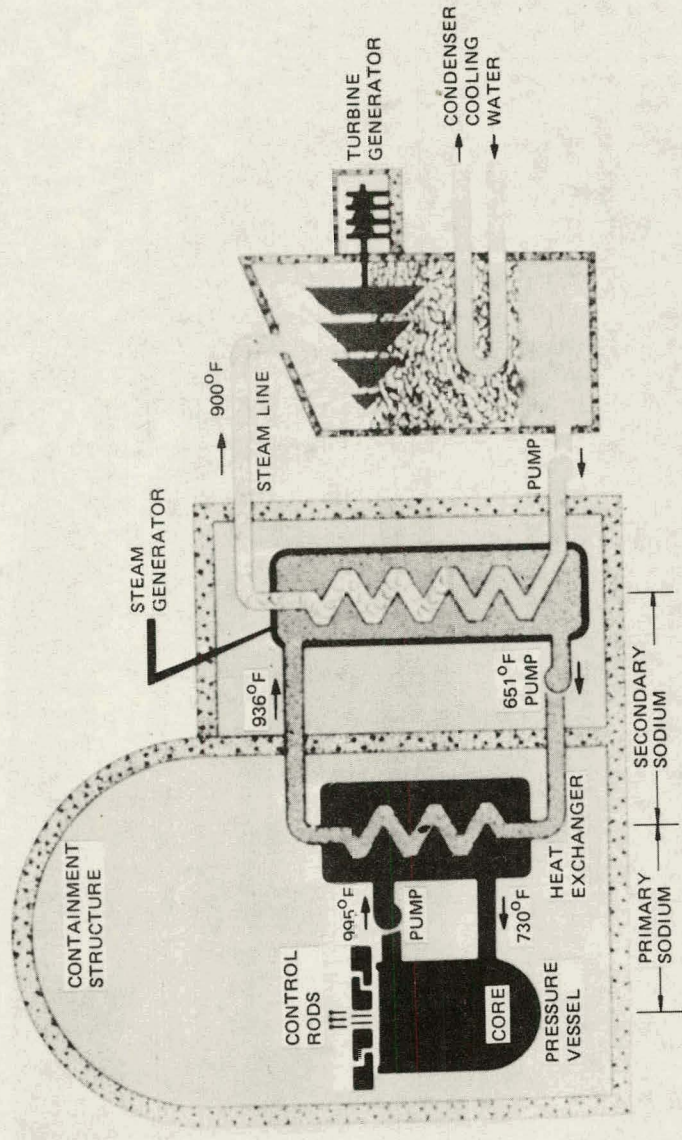 CONTAINMENT
STRUCTURE
STEAM
GENERATOR
900°F
STEAM LINE
TURBINE
GENERATOR
CONDENSER
COOLING
WATER
CONTROL
RODS
995°F
PUMP
936°F
651°F
PUMP
PUMP
CORE
730°F
PRESSURE
VESSEL
HEAT
EXCHANGER
PRIMARY
SODIUM
SECONDARY
SODIUM